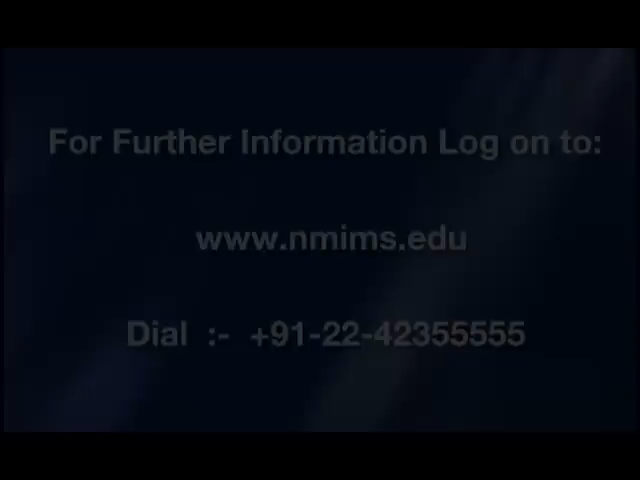 For Further Information Log on to:
www.nmims.edu
Dial :- +91-22-42355555